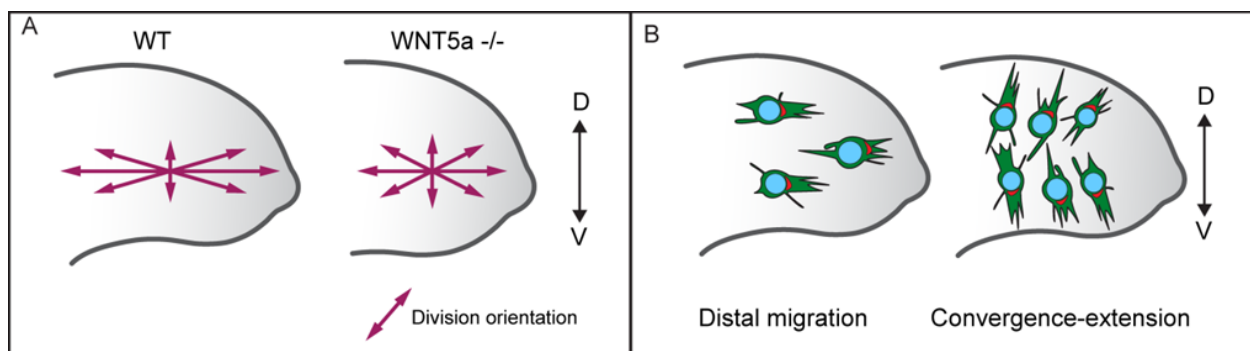 A
WT
WNT5a -/-
D
V
Division orientation
B
D
V
Distal migration
Convergence-extension